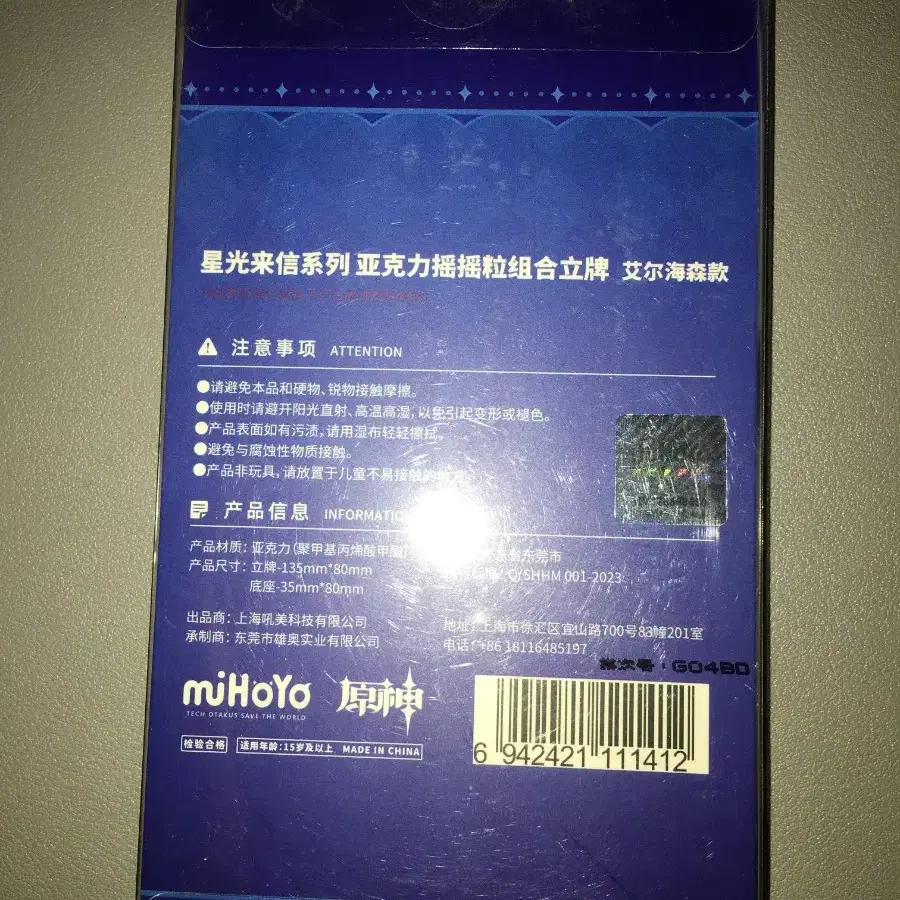 星光来信系列 亚克力摇摇粒组合立牌 艾尔海森款
注意事项 ATTENTION
●请避免本品和硬物、锐物接触摩擦。
●使用时请避开阳光直射、高温高湿，以免引起变形或褪色。
●产品表面如有污渍，请用湿布轻轻擦拭。
●避免与腐蚀性物质接触。
●产品非玩具，请放置于儿童不易接触的
产品信息 INFORMATIO
产品材质：亚克力（聚甲基丙烯酸甲酯
产品尺寸：立牌-135mm*80mm
底座-35mm*80mm
东省东莞市
Q/SHHM 001-2023
出品商：上海吼美科技有限公司
承制商：东莞市雄奥实业有限公司
地址：上海市徐汇区宜山路700号83幢201室
电话：+86 18116485197
批次号：G04BD
miHoYo
TECH OTAKUS SAVE THE WORLD
原神
检验合格
适用年龄：15岁及以上 MADE IN CHINA
6 942421 111412